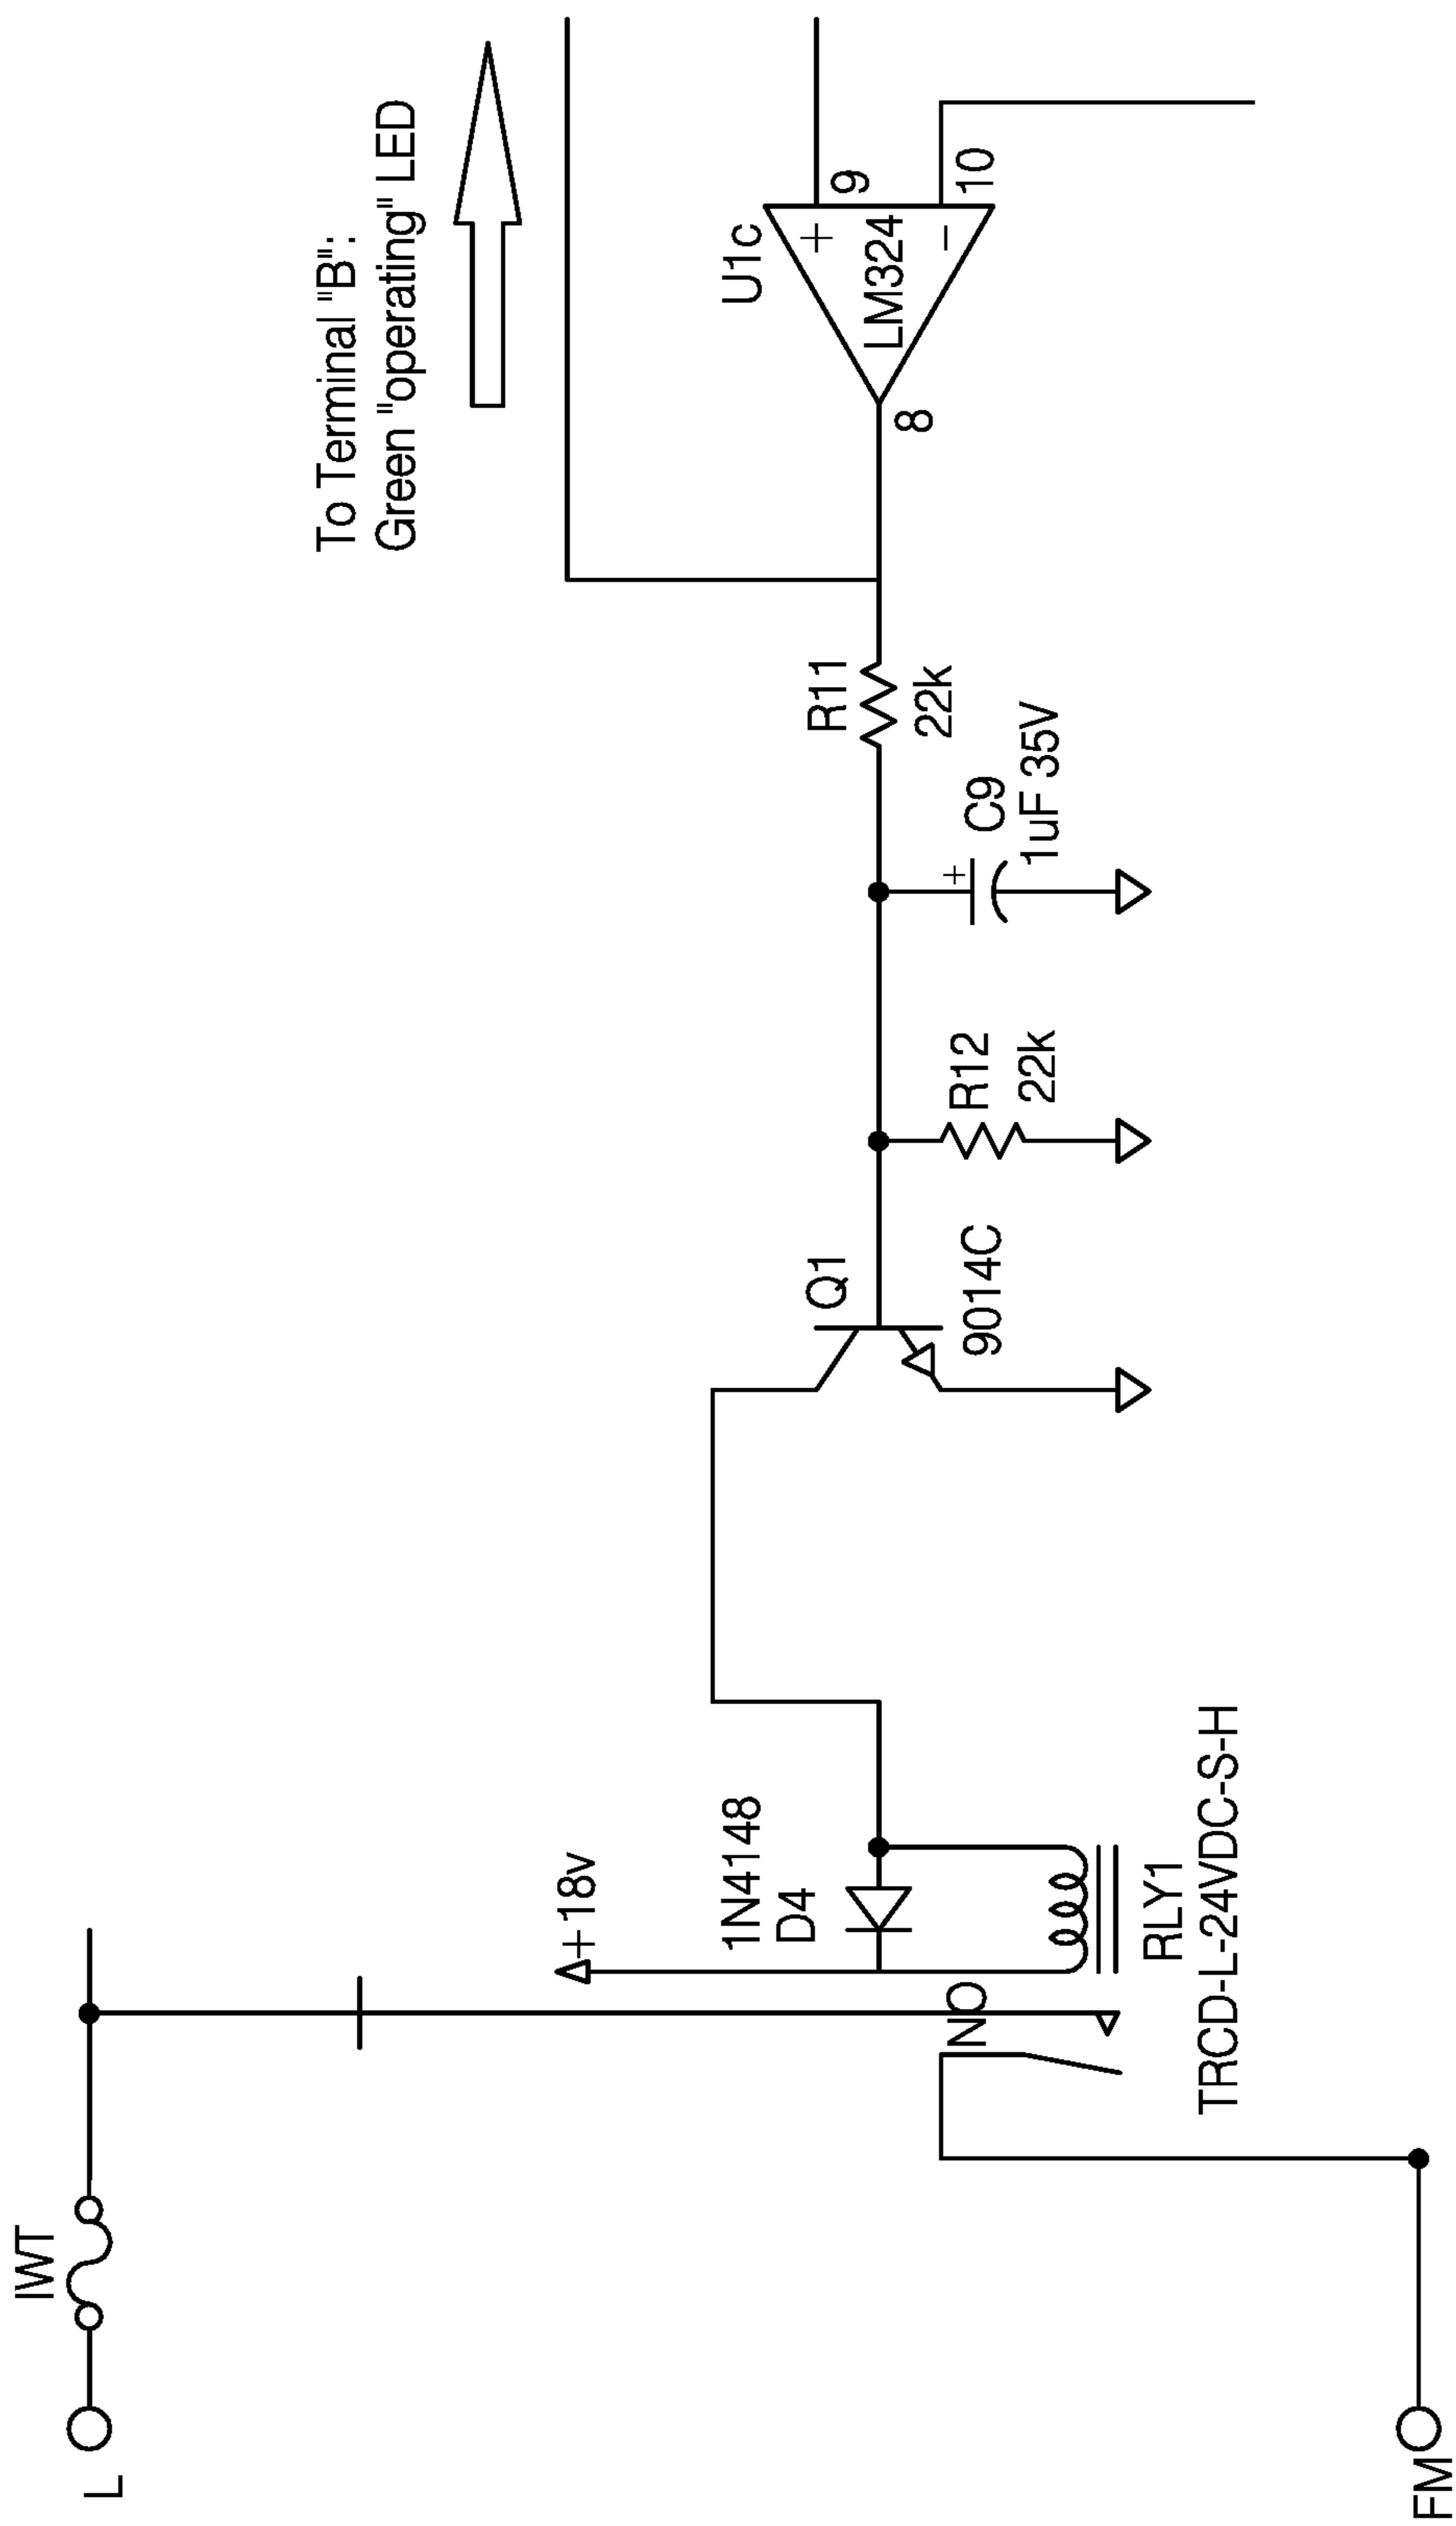 L
IWT
FM
NO
+18v
1N4148
D4
RLY1
TRCD-L-24VDC-S-H
Q1
9014C
R12
22k
C9
+
1uF 35V
R11
22k
To Terminal "B":
Green "operating" LED
U1c
LM324
+
-
8
9
10